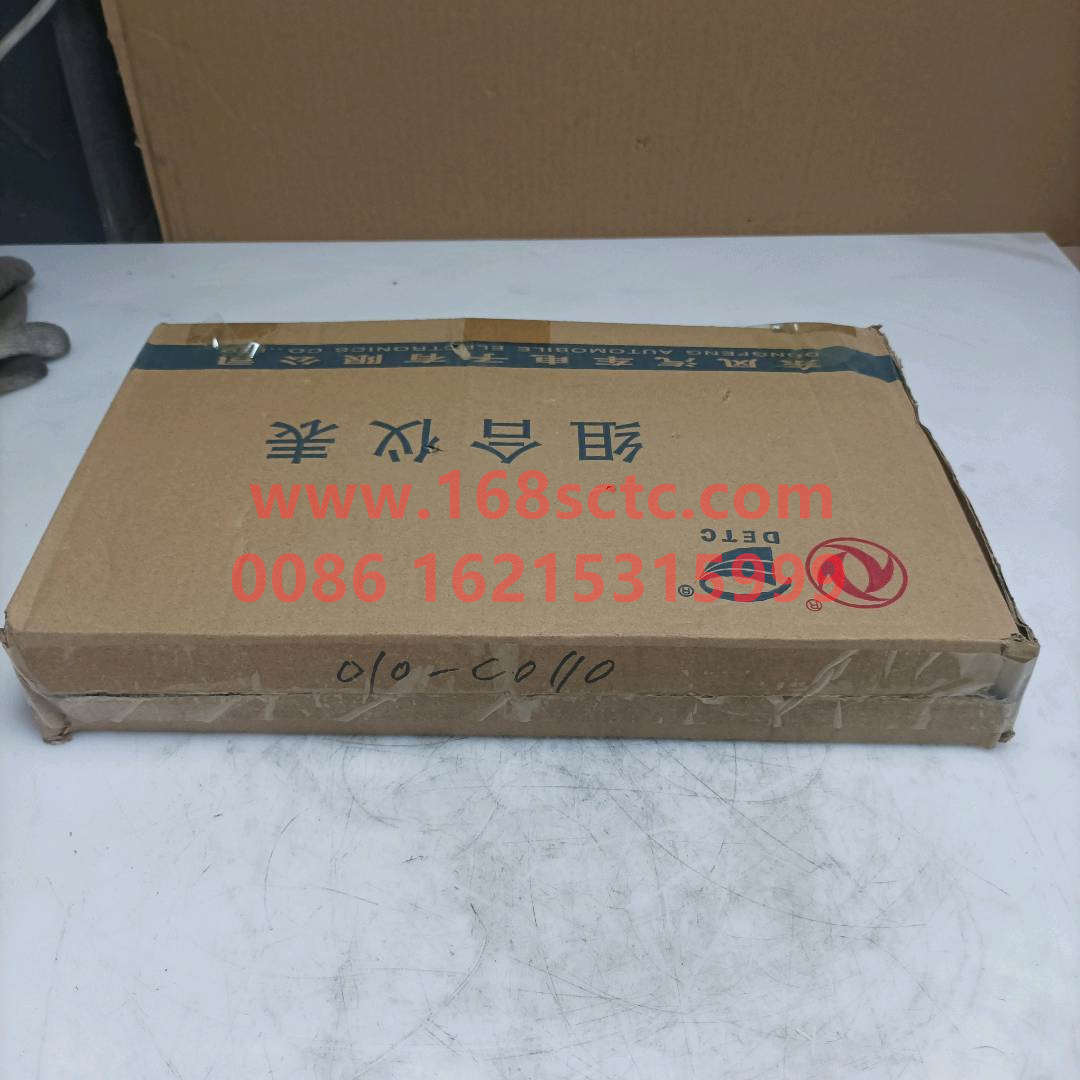 东风汽车电子有限公司
DONGFENG AUTOMOBILE ELECTRONICS CO.
组合仪表
www.168sctc.com
DETC
0086 16215315999
®
®
010-C0110